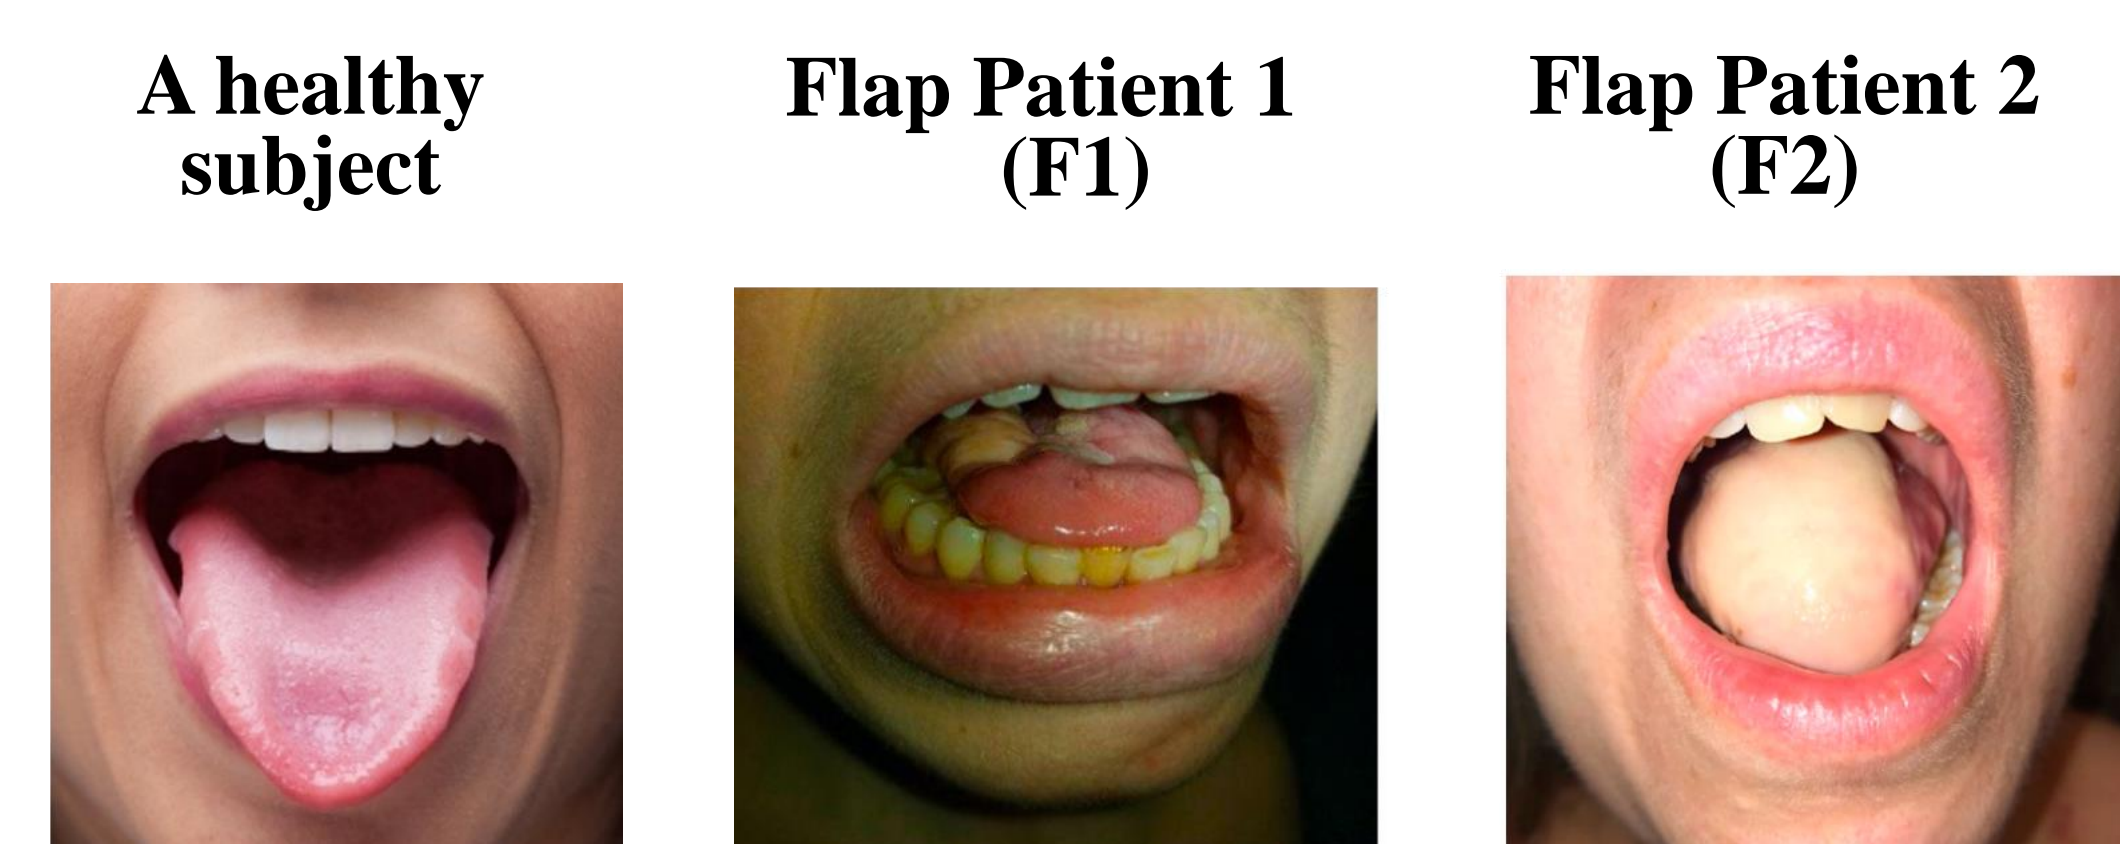 A healthy
subject
Flap Patient 1
(F1)
Flap Patient 2
(F2)